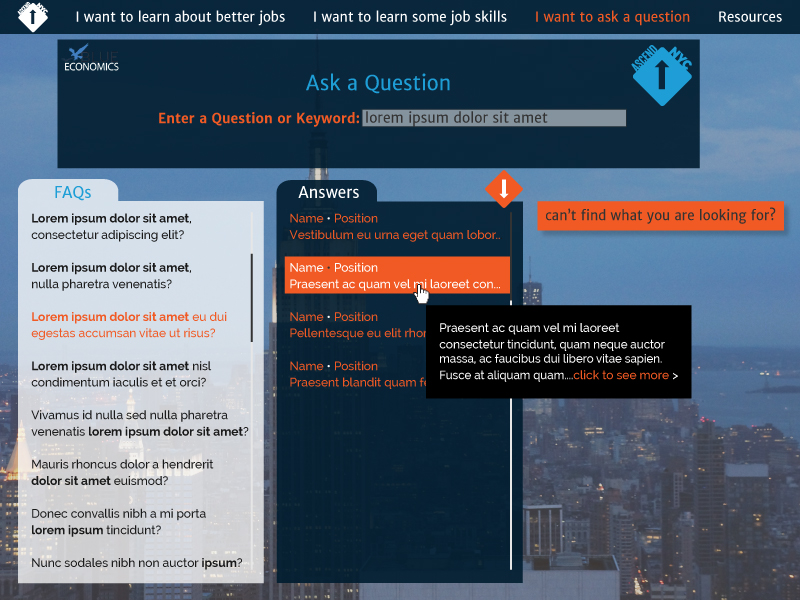 I want to learn about better jobs I want to learn some job skills I want to ask a question Resources
ECONOMICS
ASCEND NYC
Ask a Question
Enter a Question or Keyword: lorem ipsum dolor sit amet
FAQs
Lorem ipsum dolor sit amet,
consectetur adipiscing elit?
Lorem ipsum dolor sit amet,
nulla pharetra venenatis?
Lorem ipsum dolor sit amet eu dui
egestas accumsan vitae ut risus?
Lorem ipsum dolor sit amet nisl
condimentum iaculis et et orci?
Vivamus id nulla sed nulla pharetra
venenatis lorem ipsum dolor sit amet?
Mauris rhoncus dolor a hendrerit
dolor sit amet euismod?
Donec convallis nibh a mi porta
lorem ipsum tincidunt?
Nunc sodales nibh non auctor ipsum?
Answers
Name • Position
Vestibulum eu urna eget quam lobor..
Name • Position
Praesent ac quam vel mi laoreet con...
Name • Position
Pellentesque eu elit rhon
Name • Position
Praesent blandit quam fe
can't find what you are looking for?
Praesent ac quam vel mi laoreet
consectetur tincidunt, quam neque auctor
massa, ac faucibus dui libero vitae sapien.
Fusce at aliquam quam....click to see more >